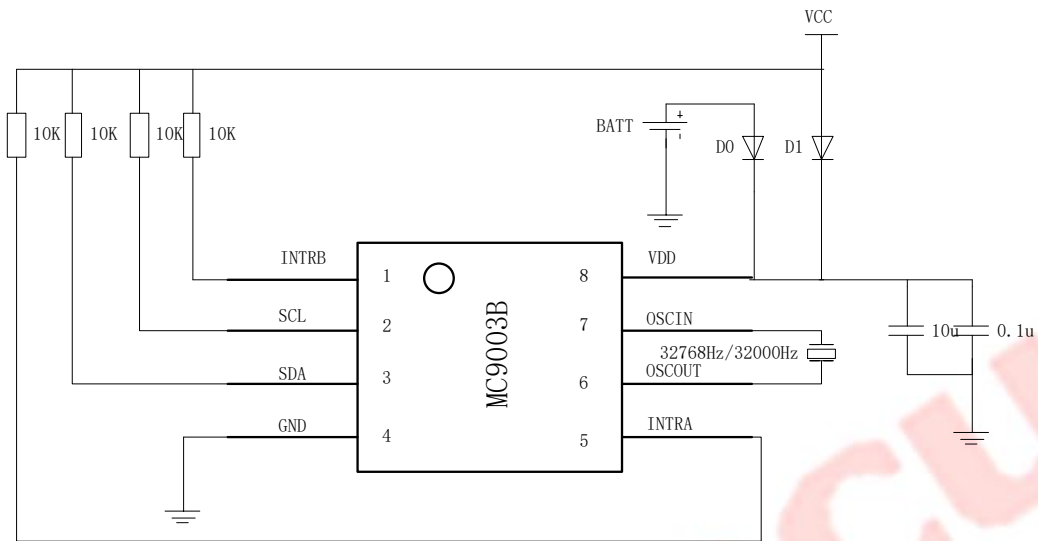 VCC
10K 10K 10K 10K
BATT + -
D0 D1
INTRB 1 8 VDD
SCL 2 7 OSCIN
MC9003B
32768Hz/32000Hz
10u 0.1u
SDA 3 6 OSCOUT
GND 4 5 INTRA